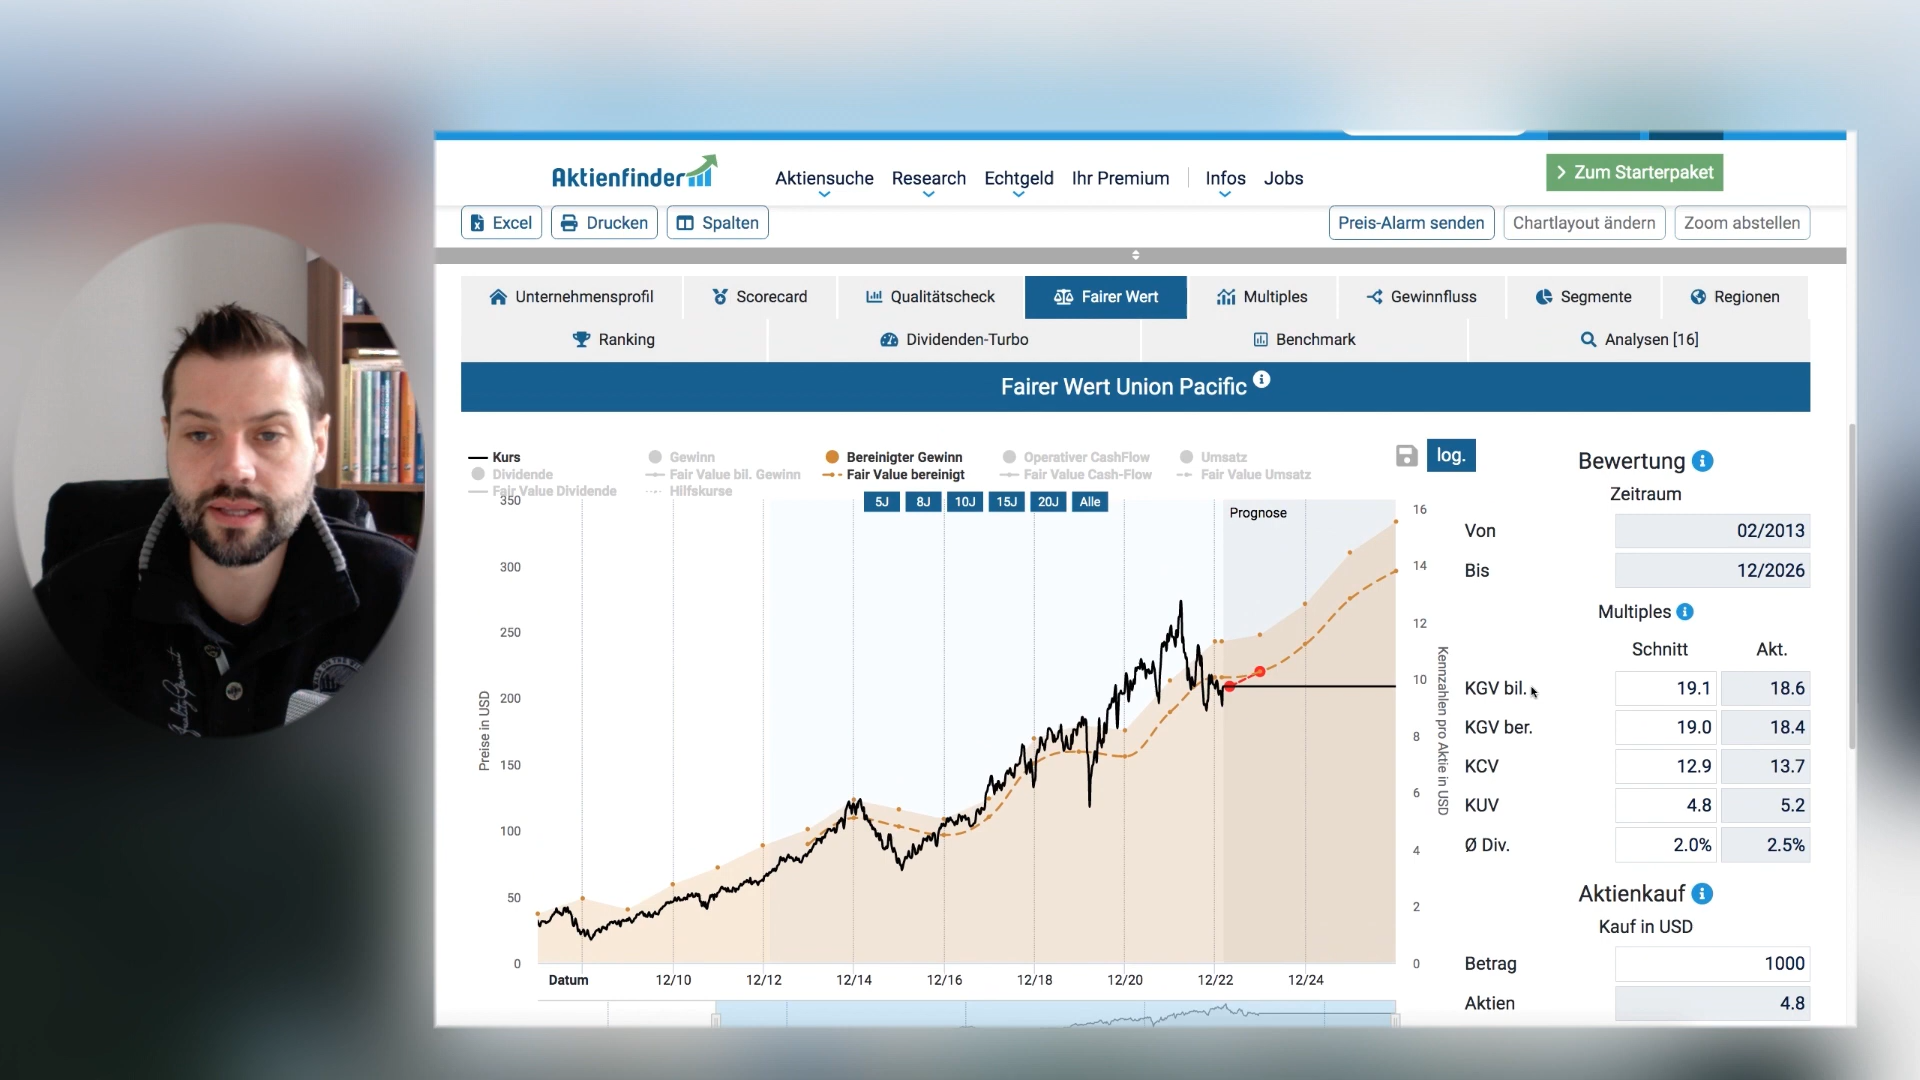 Aktienfinder
Aktiensuche Research Echtgeld Ihr Premium Infos Jobs
Zum Starterpaket
Excel Drucken Spalten
Preis-Alarm senden Chartlayout ändern Zoom abstellen
Unternehmensprofil Scorecard Qualitätscheck Fairer Wert Multiples Gewinnfluss Segmente Regionen
Ranking Dividenden-Turbo Benchmark Analysen [16]
Fairer Wert Union Pacific
Kurs Gewinn Bereinigter Gewinn Operativer CashFlow Umsatz
Dividende Fair Value bil. Gewinn Fair Value bereinigt Fair Value Cash-Flow Fair Value Umsatz
Fair Value Dividende Hilfskurse
log.
5J 8J 10J 15J 20J Alle
Prognose
Preise in USD
350
300
250
200
150
100
50
0
Kennzahlen pro Aktie in USD
16
14
12
10
8
6
4
2
0
Datum 12/10 12/12 12/14 12/16 12/18 12/20 12/22 12/24
Bewertung
Zeitraum
Von 02/2013
Bis 12/2026
Multiples
Schnitt Akt.
KGV bil. 19.1 18.6
KGV ber. 19.0 18.4
KCV 12.9 13.7
KUV 4.8 5.2
Ø Div. 2.0% 2.5%
Aktienkauf
Kauf in USD
Betrag 1000
Aktien 4.8